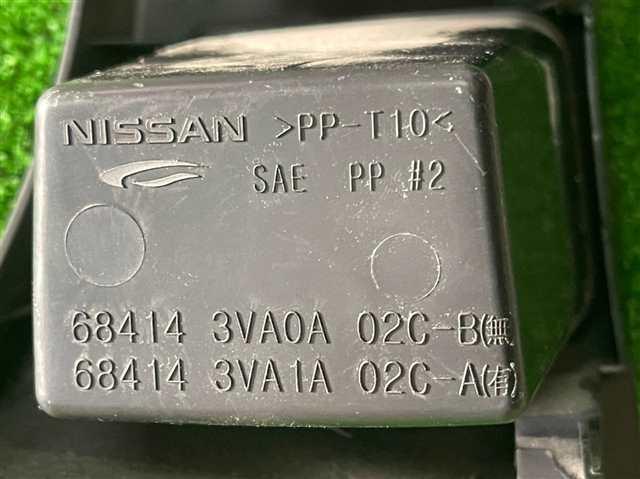 NISSAN >PP-T10<
SAE PP #2
68414 3VA0A 02C-B(無)
68414 3VA1A 02C-A(有)